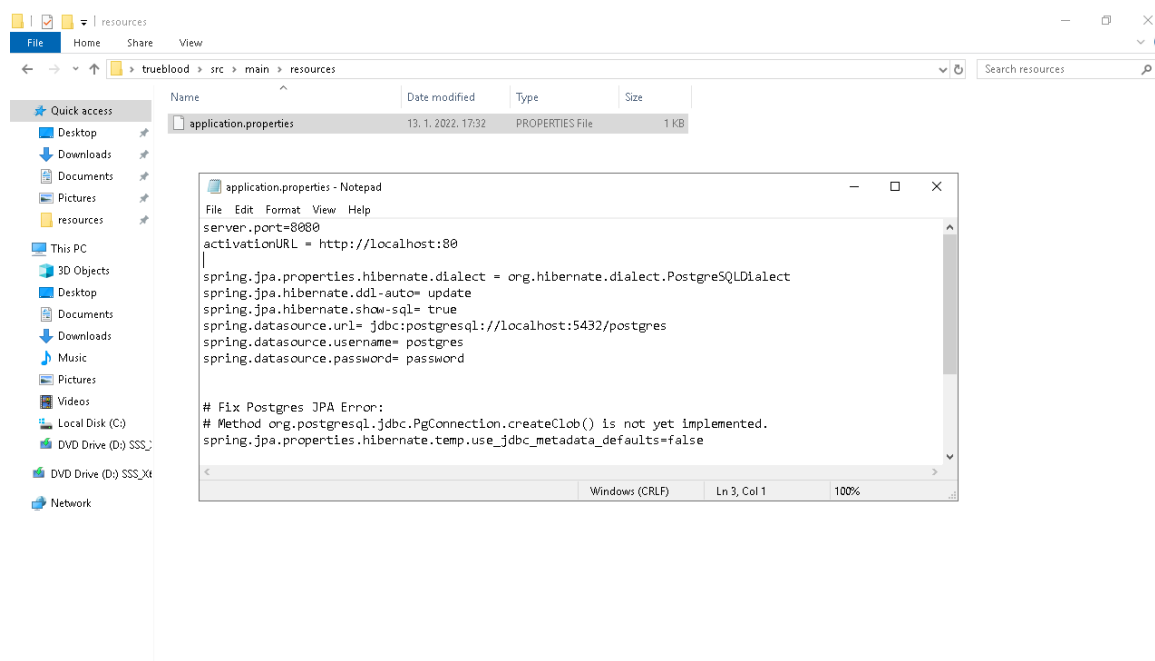 resources
File Home Share View
trueblood > src > main > resources
Search resources
Name Date modified Type Size
application.properties 13. 1. 2022. 17:32 PROPERTIES File 1 KB
Quick access
Desktop
Downloads
Documents
Pictures
resources
This PC
3D Objects
Desktop
Documents
Downloads
Music
Pictures
Videos
Local Disk (C:)
DVD Drive (D:) SSS_X
DVD Drive (D:) SSS_X6
Network
application.properties - Notepad
File Edit Format View Help
server.port=8080
activationURL = http://localhost:80
spring.jpa.properties.hibernate.dialect = org.hibernate.dialect.PostgreSQLDialect
spring.jpa.hibernate.ddl-auto= update
spring.jpa.hibernate.show-sql= true
spring.datasource.url= jdbc:postgresql://localhost:5432/postgres
spring.datasource.username= postgres
spring.datasource.password= password
# Fix Postgres JPA Error:
# Method org.postgresql.jdbc.PgConnection.createClob() is not yet implemented.
spring.jpa.properties.hibernate.temp.use_jdbc_metadata_defaults=false
Windows (CRLF) Ln 3, Col 1 100%